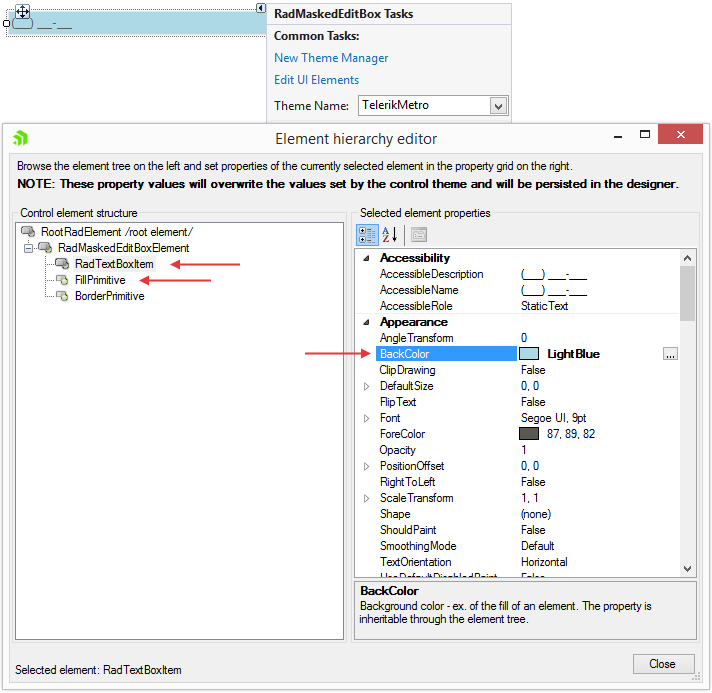 (___) ___-___
RadMaskedEditBox Tasks
Common Tasks:
New Theme Manager
Edit UI Elements
Theme Name: TelerikMetro
Element hierarchy editor
Browse the element tree on the left and set properties of the currently selected element in the property grid on the right.
NOTE: These property values will overwrite the values set by the control theme and will be persisted in the designer.
Control element structure
RootRadElement /root element/
RadMaskedEditBoxElement
RadTextBoxItem
FillPrimitive
BorderPrimitive
Selected element properties
Accessibility
AccessibleDescription (___) ___-___
AccessibleName (___) ___-___
AccessibleRole StaticText
Appearance
AngleTransform 0
BackColor LightBlue ...
ClipDrawing False
DefaultSize 0, 0
FlipText False
Font Segoe UI, 9pt
ForeColor 87, 89, 82
Opacity 1
PositionOffset 0, 0
RightToLeft False
ScaleTransform 1, 1
Shape (none)
ShouldPaint False
SmoothingMode Default
TextOrientation Horizontal
UseDefaultDisabledPaint False
BackColor
Background color - ex. of the fill of an element. The property is
inheritable through the element tree.
Selected element: RadTextBoxItem
Close